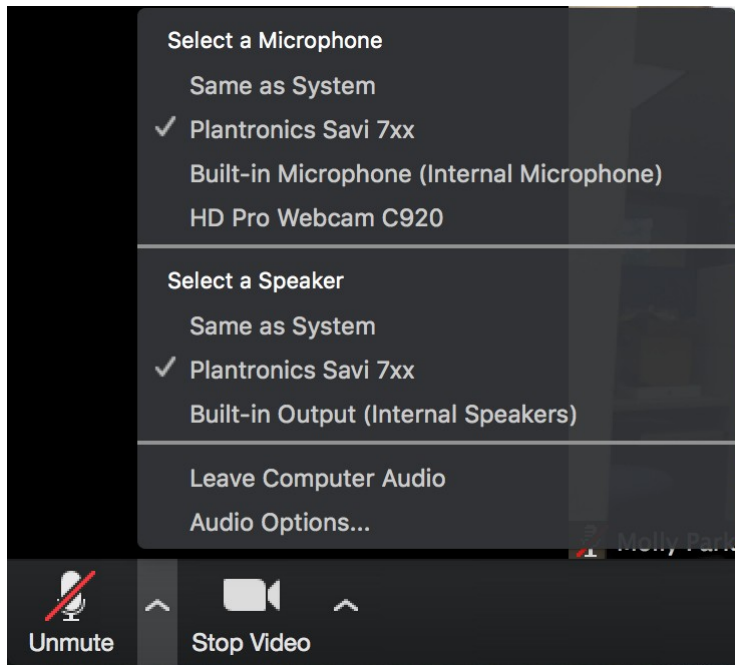 Select a Microphone
Same as System
Plantronics Savi 7xx
Built-in Microphone (Internal Microphone)
HD Pro Webcam C920
Select a Speaker
Same as System
Plantronics Savi 7xx
Built-in Output (Internal Speakers)
Leave Computer Audio
Audio Options...
Molly Park
Unmute
Stop Video